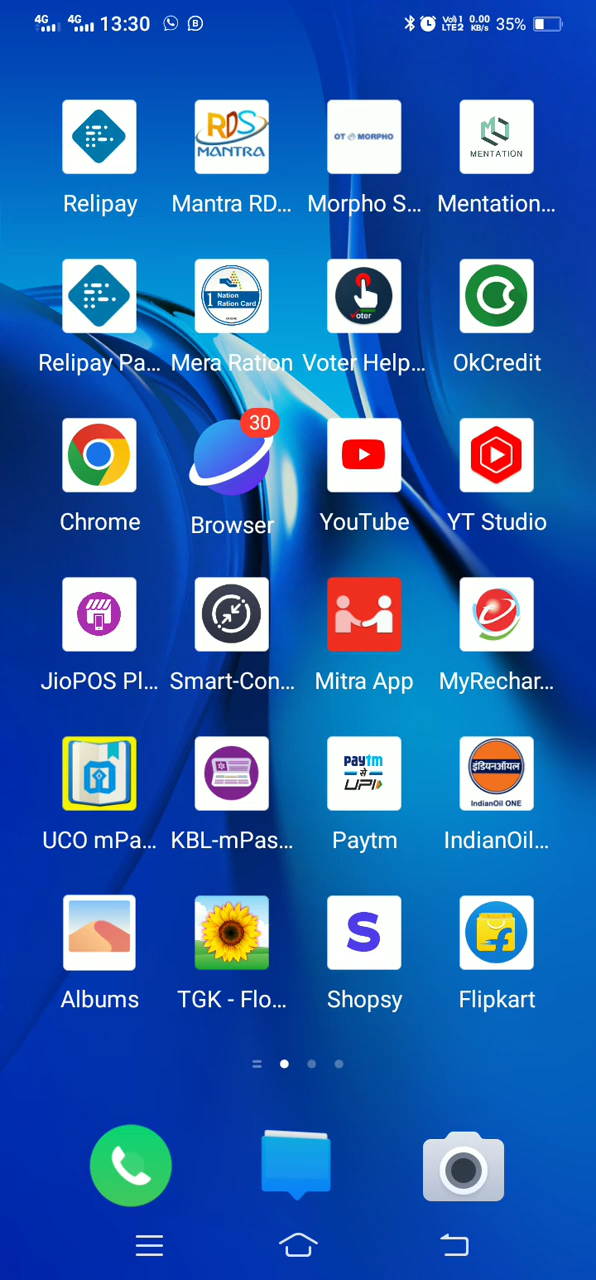 4G 4G 13:30 B Vo)) 1 LTE2 0.00 KB/s 35%
RDS
MANTRA
OT MORPHO
MENTATION
Relipay Mantra RD... Morpho S... Mentation...
1 Nation
Ration Card
Voter
Relipay Pa... Mera Ration Voter Help... OkCredit
30
Chrome Browser YouTube YT Studio
JioPOS Pl... Smart-Con... Mitra App MyRechar...
paytm
से
UPI
इंडियनऑयल
IndianOil ONE
UCO mPa... KBL-mPas... Paytm IndianOil...
S
f
Albums TGK - Flo... Shopsy Flipkart